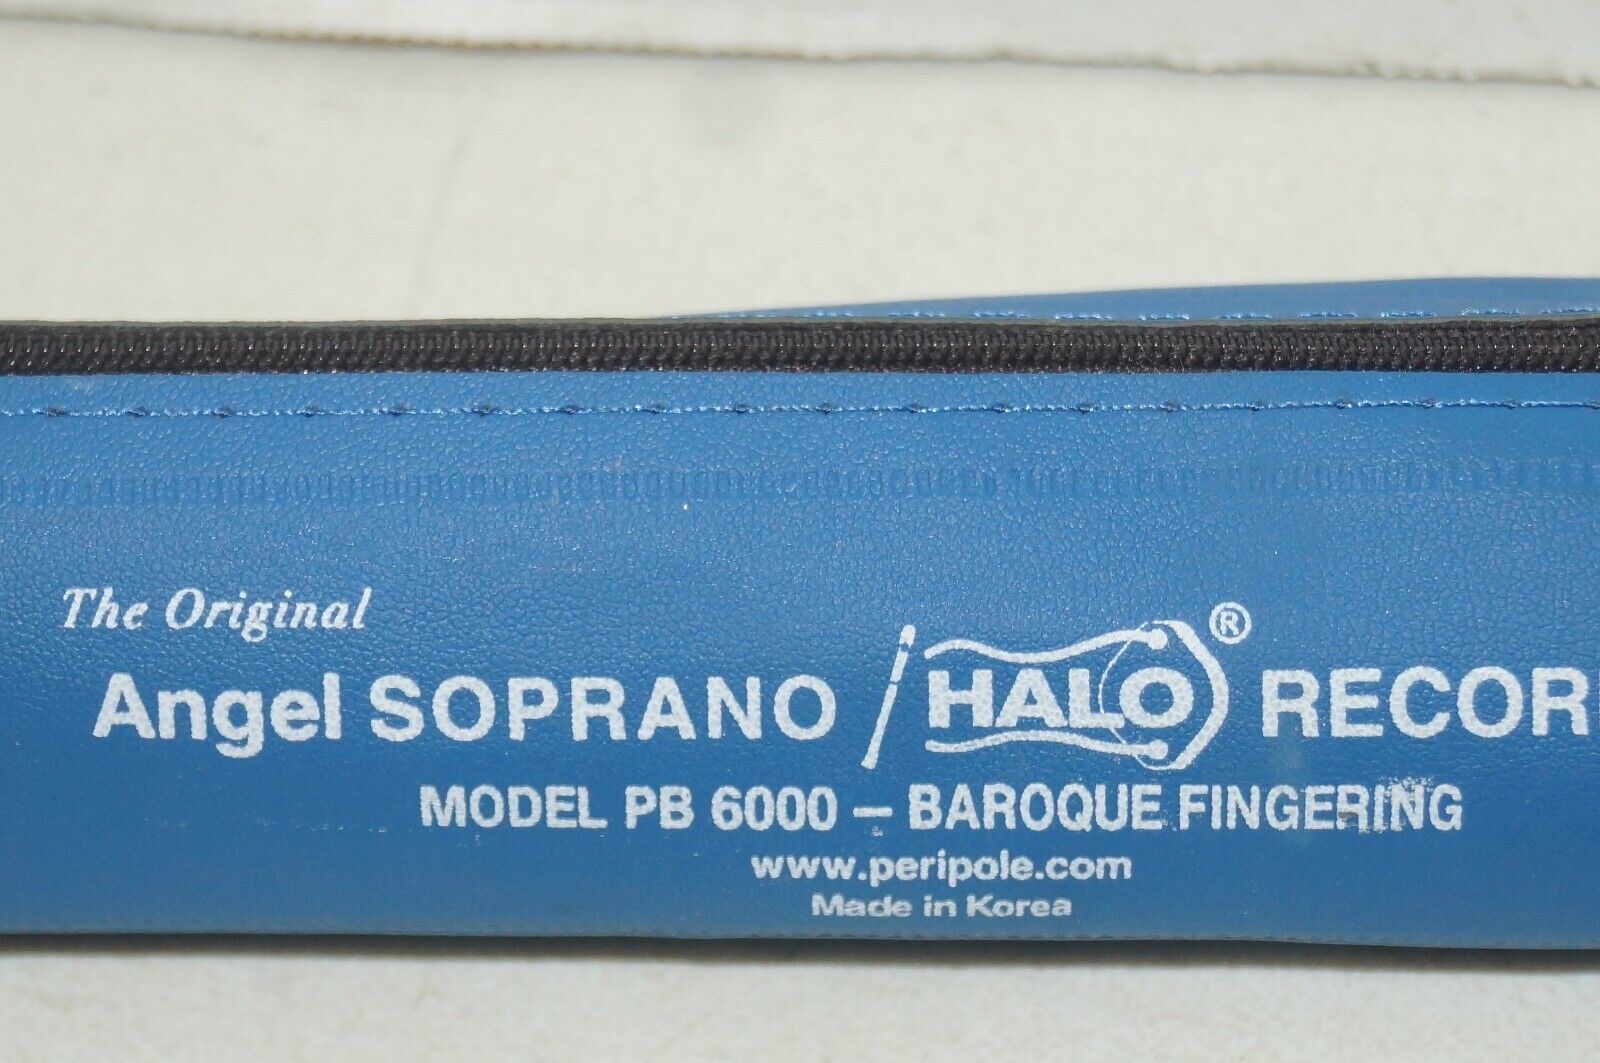 The Original
Angel SOPRANO HALO® RECOR
MODEL PB 6000 – BAROQUE FINGERING
www.peripole.com
Made in Korea